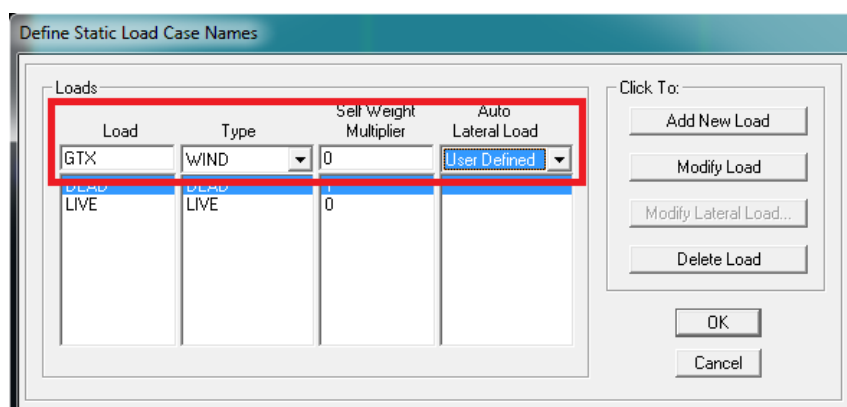 Define Static Load Case Names
Loads
Click To:
Load Type Self Weight Multiplier Auto Lateral Load
GTX WIND 0 User Defined
DEAD DEAD 1
LIVE LIVE 0
Add New Load
Modify Load
Modify Lateral Load...
Delete Load
OK
Cancel